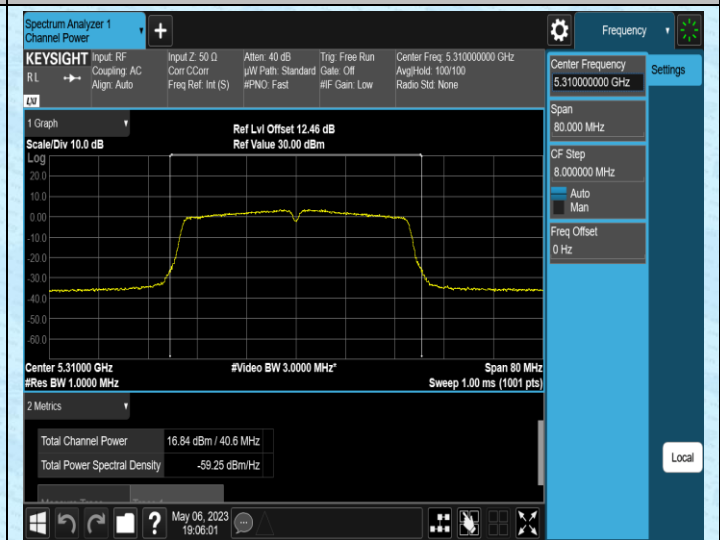 Spectrum Analyzer 1
Channel Power
+
Frequency
KEYSIGHT
R L
LXI
Input: RF
Coupling: AC
Align: Auto
Input Z: 50 Ω
Corr CCorr
Freq Ref: Int (S)
Atten: 40 dB
µW Path: Standard
#PNO: Fast
Trig: Free Run
Gate: Off
#IF Gain: Low
Center Freq: 5.310000000 GHz
Avg|Hold: 100/100
Radio Std: None
Center Frequency
5.310000000 GHz
Settings
Span
80.000 MHz
CF Step
8.000000 MHz
Auto
Man
Freq Offset
0 Hz
1 Graph
Scale/Div 10.0 dB
Ref Lvl Offset 12.46 dB
Ref Value 30.00 dBm
Log
20.0
10.0
0.00
-10.0
-20.0
-30.0
-40.0
-50.0
-60.0
Center 5.31000 GHz
#Video BW 3.0000 MHz*
Span 80 MHz
#Res BW 1.0000 MHz
Sweep 1.00 ms (1001 pts)
2 Metrics
Total Channel Power 16.84 dBm / 40.6 MHz
Total Power Spectral Density -59.25 dBm/Hz
Local
?
May 06, 2023
19:06:01